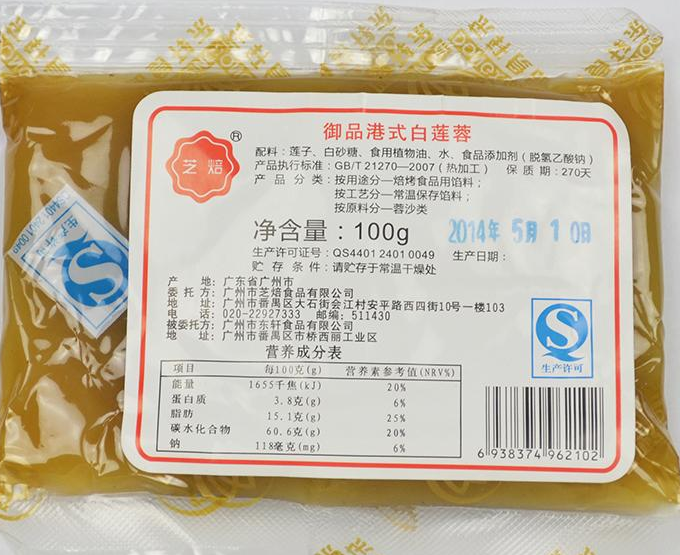 芝焙®
御品港式白莲蓉
配料：莲子、白砂糖、食用植物油、水、食品添加剂（脱氢乙酸钠）
产品执行标准：GB/T 21270—2007（热加工） 保质期：270天
产品分类：按用途分—焙烤食品用馅料；
按工艺分—常温保存馅料；
按原料分—蓉沙类
净含量：100g
2014年 5月 10日
生产许可证号：QS4401 2401 0049 生产日期：
贮存条件：请贮存于常温干燥处
产地：广东省广州市
委托方：广州市芝焙食品有限公司
地址：广州市番禺区大石街会江村安平路西四街10号一楼103
电话：020-22927333 邮编：511430
被委托方：广州市东轩食品有限公司
地址：广州市番禺区市桥西丽工业区
营养成分表
项目 每100克(g) 营养素参考值(NRV%)
能量 1655千焦(kJ) 20%
蛋白质 3.8克(g) 6%
脂肪 15.1克(g) 25%
碳水化合物 60.6克(g) 20%
钠 118毫克(mg) 6%
QS
生产许可
6 938374 962102